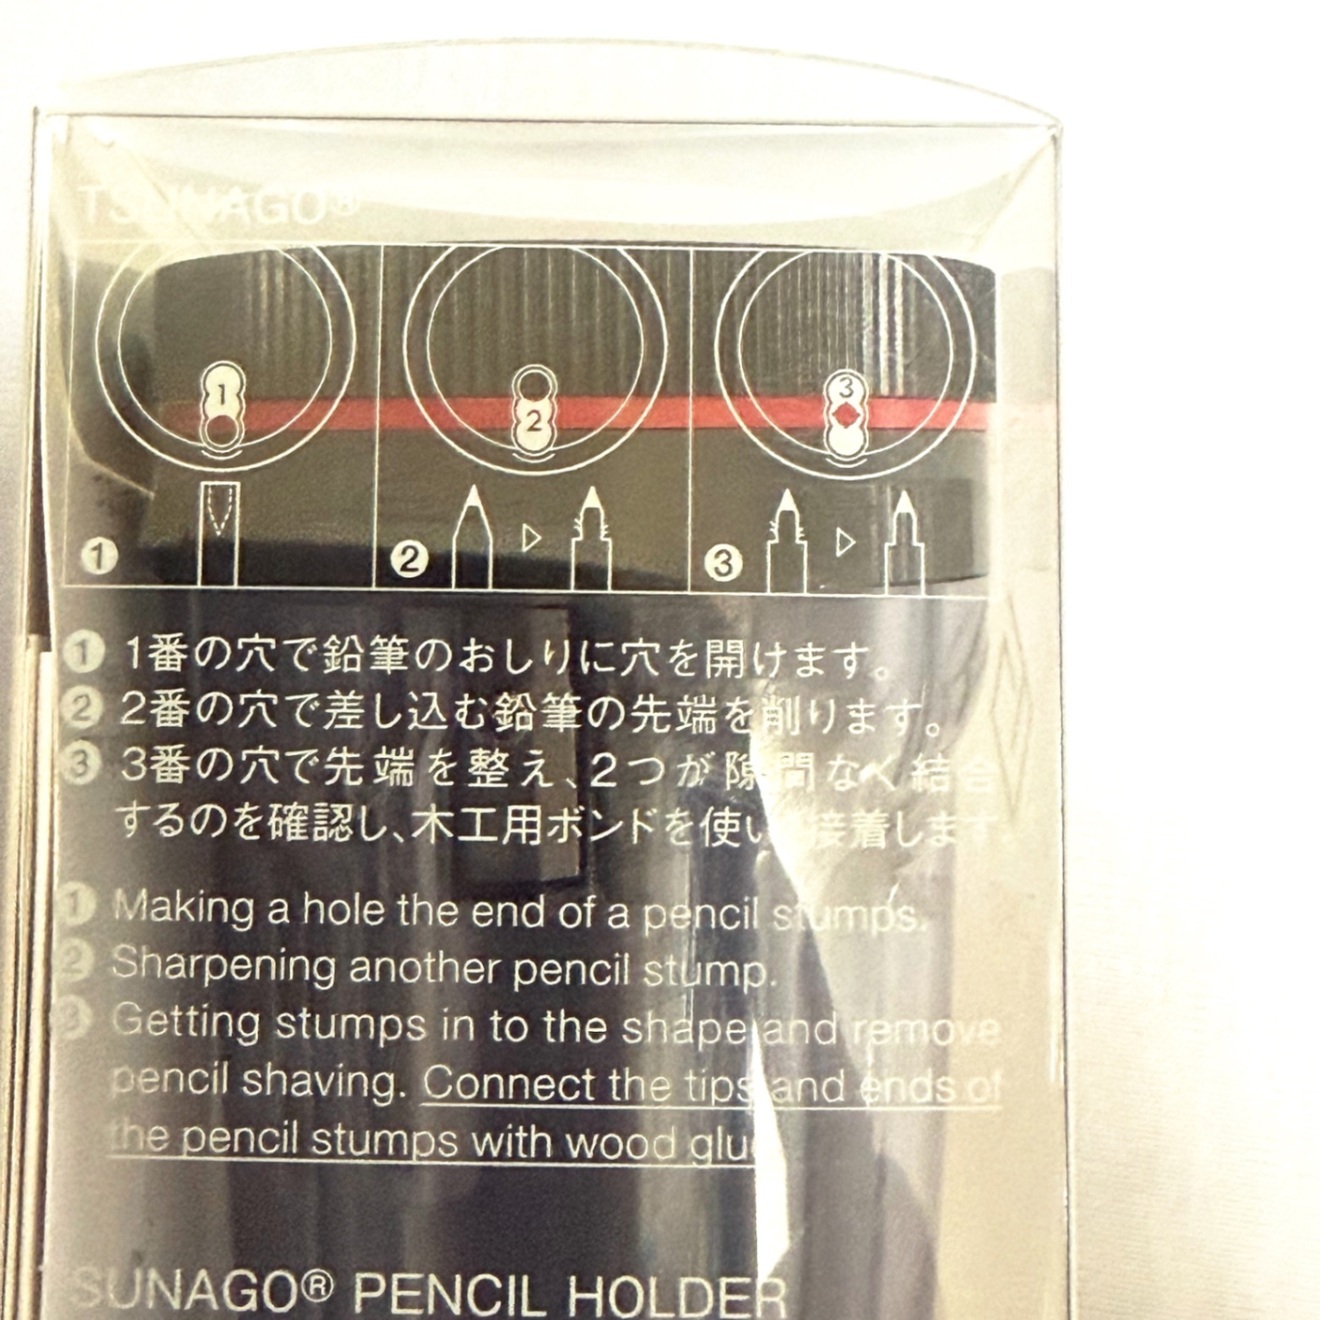 TSUNAGO®
1
2
3
1 2 3
1 1番の穴で鉛筆のおしりに穴を開けます。
2 2番の穴で差し込む鉛筆の先端を削ります。
3 3番の穴で先端を整え、2つが隙間なく結合
するのを確認し、木工用ボンドを使い 接着します
1 Making a hole the end of a pencil stumps.
2 Sharpening another pencil stump.
3 Getting stumps in to the shape and remove
pencil shaving. Connect the tips and ends of
the pencil stumps with wood glu
TSUNAGO® PENCIL HOLDER